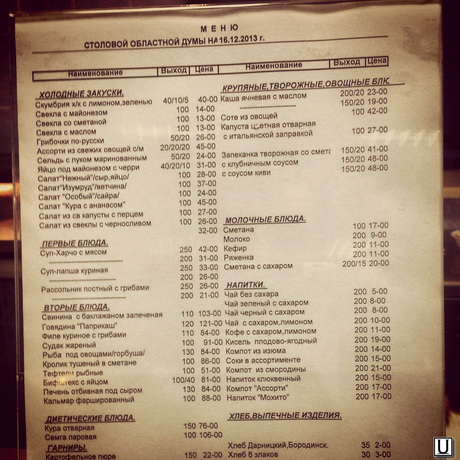 МЕНЮ
СТОЛОВОЙ ОБЛАСТНОЙ ДУМЫ НА 16.12.2013 г.
Наименование Выход Цена
ХОЛОДНЫЕ ЗАКУСКИ.
Скумбрия х/к с лимоном,зеленью 40/10/5 40-00
Свекла с майонезом 100 14-00
Свекла со сметаной 100 13-00
Свекла с маслом 100 13-00
Грибочки по-русски 50/20 26-00
Ассорти из свежих овощей с/м 20/20/20 45-00
Сельдь с луком маринованным 50/20 24-00
Яйцо под майонезом с черри 40/20/10 31-00
Салат"Нежный"/сыр,яйцо/ 100 28-00
Салат"Изумруд"/ветчина/ 100 37-00
Салат "Особый"/сайра/ 100 24-00
Салат "Кура с ананасом" 100 45-00
Салат из св капусты с перцем 100 27-00
Салат из свеклы с черносливом 100 26-00
32-00
ПЕРВЫЕ БЛЮДА.
Суп-Харчо с мясом 250 42-00
200 31-00
Суп-лапша куриная 250 33-00
200 26-00
Рассольник постный с грибами 250 26-00
200 21-00
ВТОРЫЕ БЛЮДА.
Свинина с баклажаном запеченая 110 103-00
Говядина "Паприкаш" 120 121-00
Филе куриное с грибами 110 84-00
Судак жареный 100 91-00
Рыба под овощами/горбуша/ 130 84-00
Кролик тушеный в сметане 100 86-00
Тефтели рыбные 100 51-00
Бифштекс с яйцом 100/40 81-00
Печень отбивная под сыром 130 84-00
Кальмар фаршированный 100 88-00
ДИЕТИЧЕСКИЕ БЛЮДА.
Кура отварная 150 76-00
Семга паровая 100 106-00
ГАРНИРЫ.
Картофельное пюре 150 22-00
Наименование Выход Цена
КРУПЯНЫЕ,ТВОРОЖНЫЕ,ОВОЩНЫЕ БЛЮ
Каша ячневая с маслом 200/20 23-00
150/20 19-00
Соте из овощей 100 42-00
Капуста цветная отварная
с итальянской заправкой 100 27-00
Запеканка творожная со смета 150/20 41-00
с клубничным соусом 150/20 48-00
с соусом киви 150/20 48-00
МОЛОЧНЫЕ БЛЮДА.
Сметана 100 17-00
Молоко 200 9-00
Кефир 200 11-00
Ряженка 200 11-00
Сметана с сахаром 200/15 20-00
НАПИТКИ.
Чай без сахара 200 5-00
Чай зеленый с сахаром 200 8-00
Чай черный с сахаром 200 8-00
Чай с сахаром,лимоном 200 10-00
Кофе с сахаром,лимоном 200 11-00
Кисель плодово-ягодный 200 19-00
Компот из изюма 200 14-00
Соки в ассортименте 200 15-00
Компот из смородины 200 21-00
Напиток клюквенный 200 15-00
Компот "Ассорти" 200 17-00
Напиток "Мохито" 200 17-00
ХЛЕБ,ВЫПЕЧНЫЕ ИЗДЕЛИЯ.
Хлеб Дарницкий,Бородинск. 35 2-00
Хлеб 8 злаков 30 3-00
U